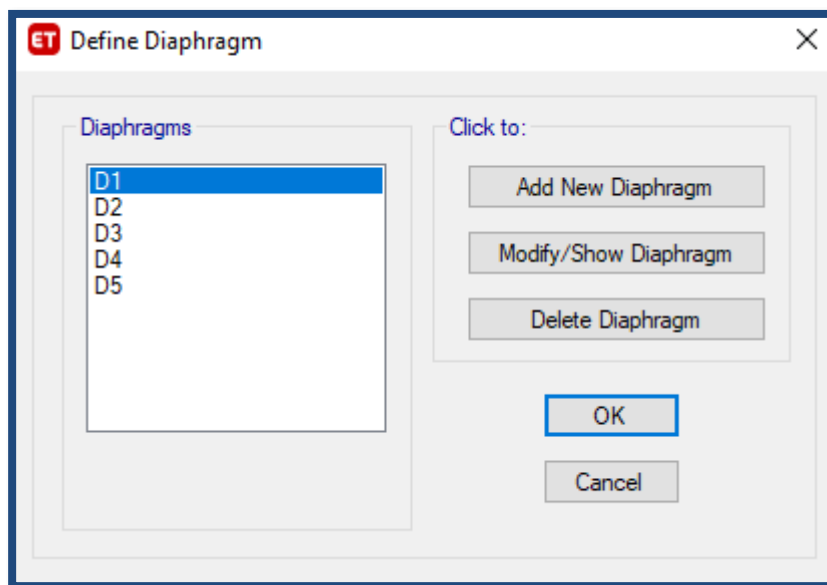 ET Define Diaphragm
Diaphragms
D1
D2
D3
D4
D5
Click to:
Add New Diaphragm
Modify/Show Diaphragm
Delete Diaphragm
OK
Cancel